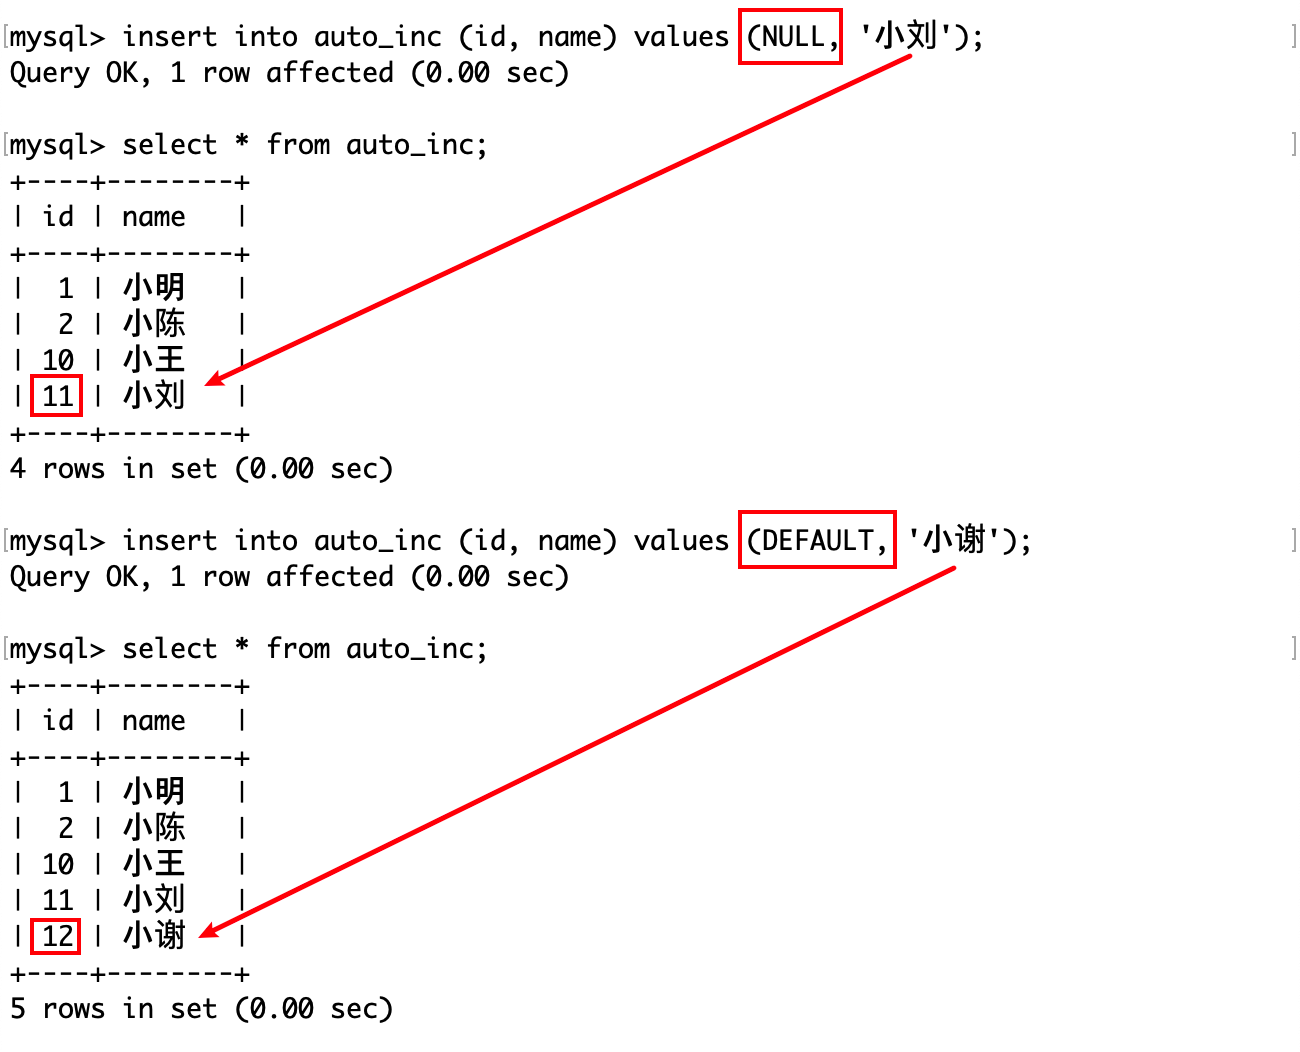 mysql> insert into auto_inc (id, name) values (NULL, '小刘');
Query OK, 1 row affected (0.00 sec)
mysql> select * from auto_inc;
+----+--------+
| id | name   |
+----+--------+
|  1 | 小明   |
|  2 | 小陈   |
| 10 | 小王   |
| 11 | 小刘   |
+----+--------+
4 rows in set (0.00 sec)
mysql> insert into auto_inc (id, name) values (DEFAULT, '小谢');
Query OK, 1 row affected (0.00 sec)
mysql> select * from auto_inc;
+----+--------+
| id | name   |
+----+--------+
|  1 | 小明   |
|  2 | 小陈   |
| 10 | 小王   |
| 11 | 小刘   |
| 12 | 小谢   |
+----+--------+
5 rows in set (0.00 sec)